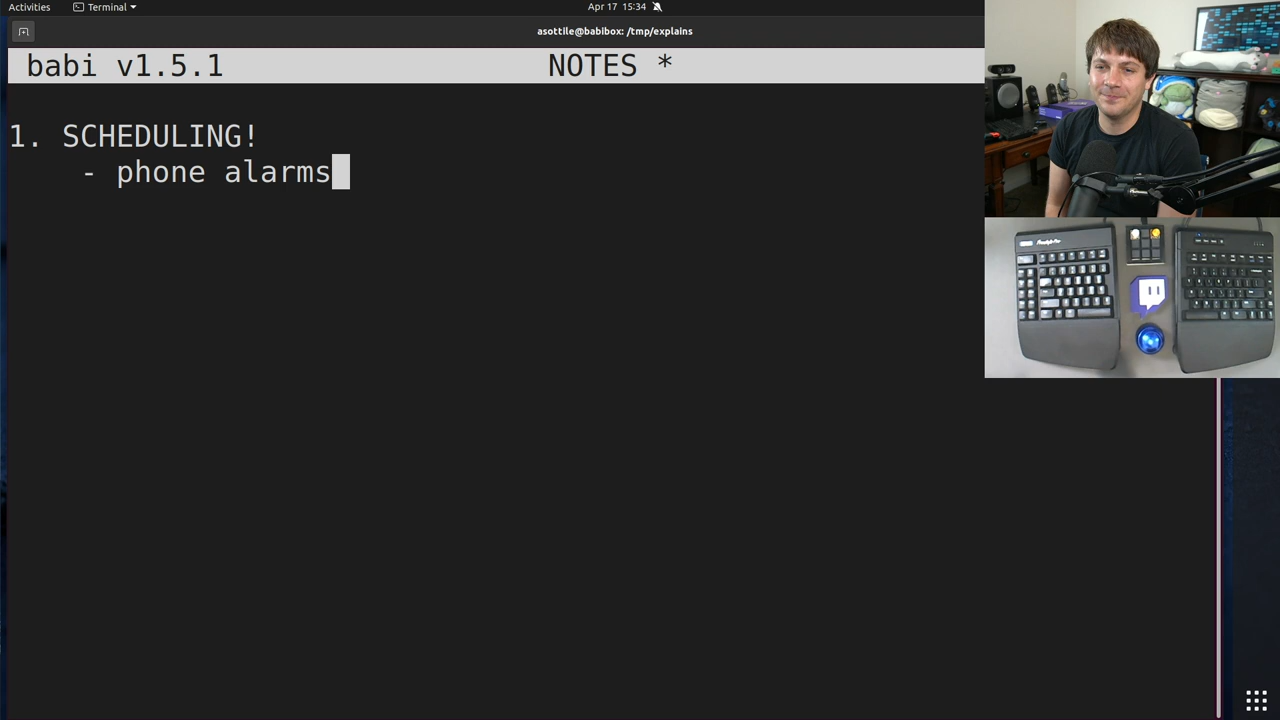 Activities
Terminal
Apr 17 15:34
asottile@babibox: /tmp/explains
babi v1.5.1
NOTES *
1. SCHEDULING!
- phone alarms